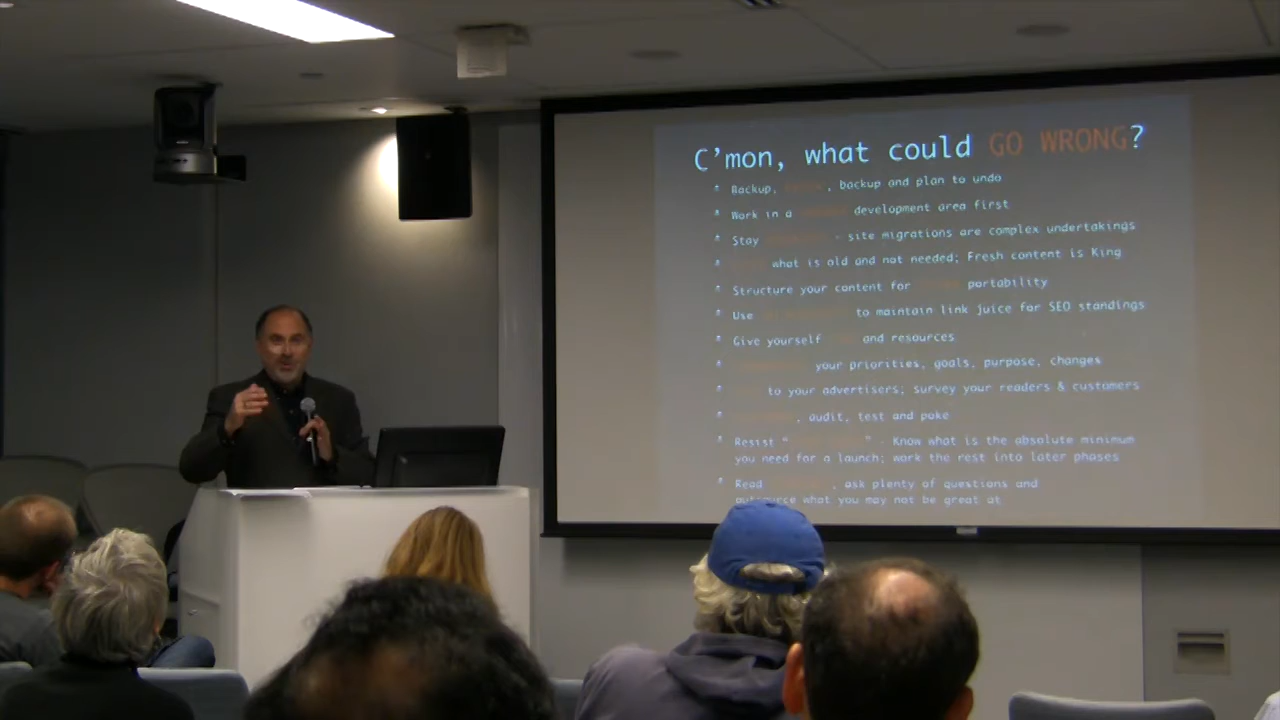 C'mon, what could GO WRONG?
* Backup, , backup and plan to undo
* Work in a development area first
* Stay - site migrations are complex undertakings
* what is old and not needed; Fresh content is King
* Structure your content for portability
* Use to maintain link juice for SEO standings
* Give yourself and resources
* your priorities, goals, purpose, changes
* to your advertisers; survey your readers & customers
* , audit, test and poke
* Resist " " - Know what is the absolute minimum
you need for a launch; work the rest into later phases
* Read , ask plenty of questions and
outsource what you may not be great at